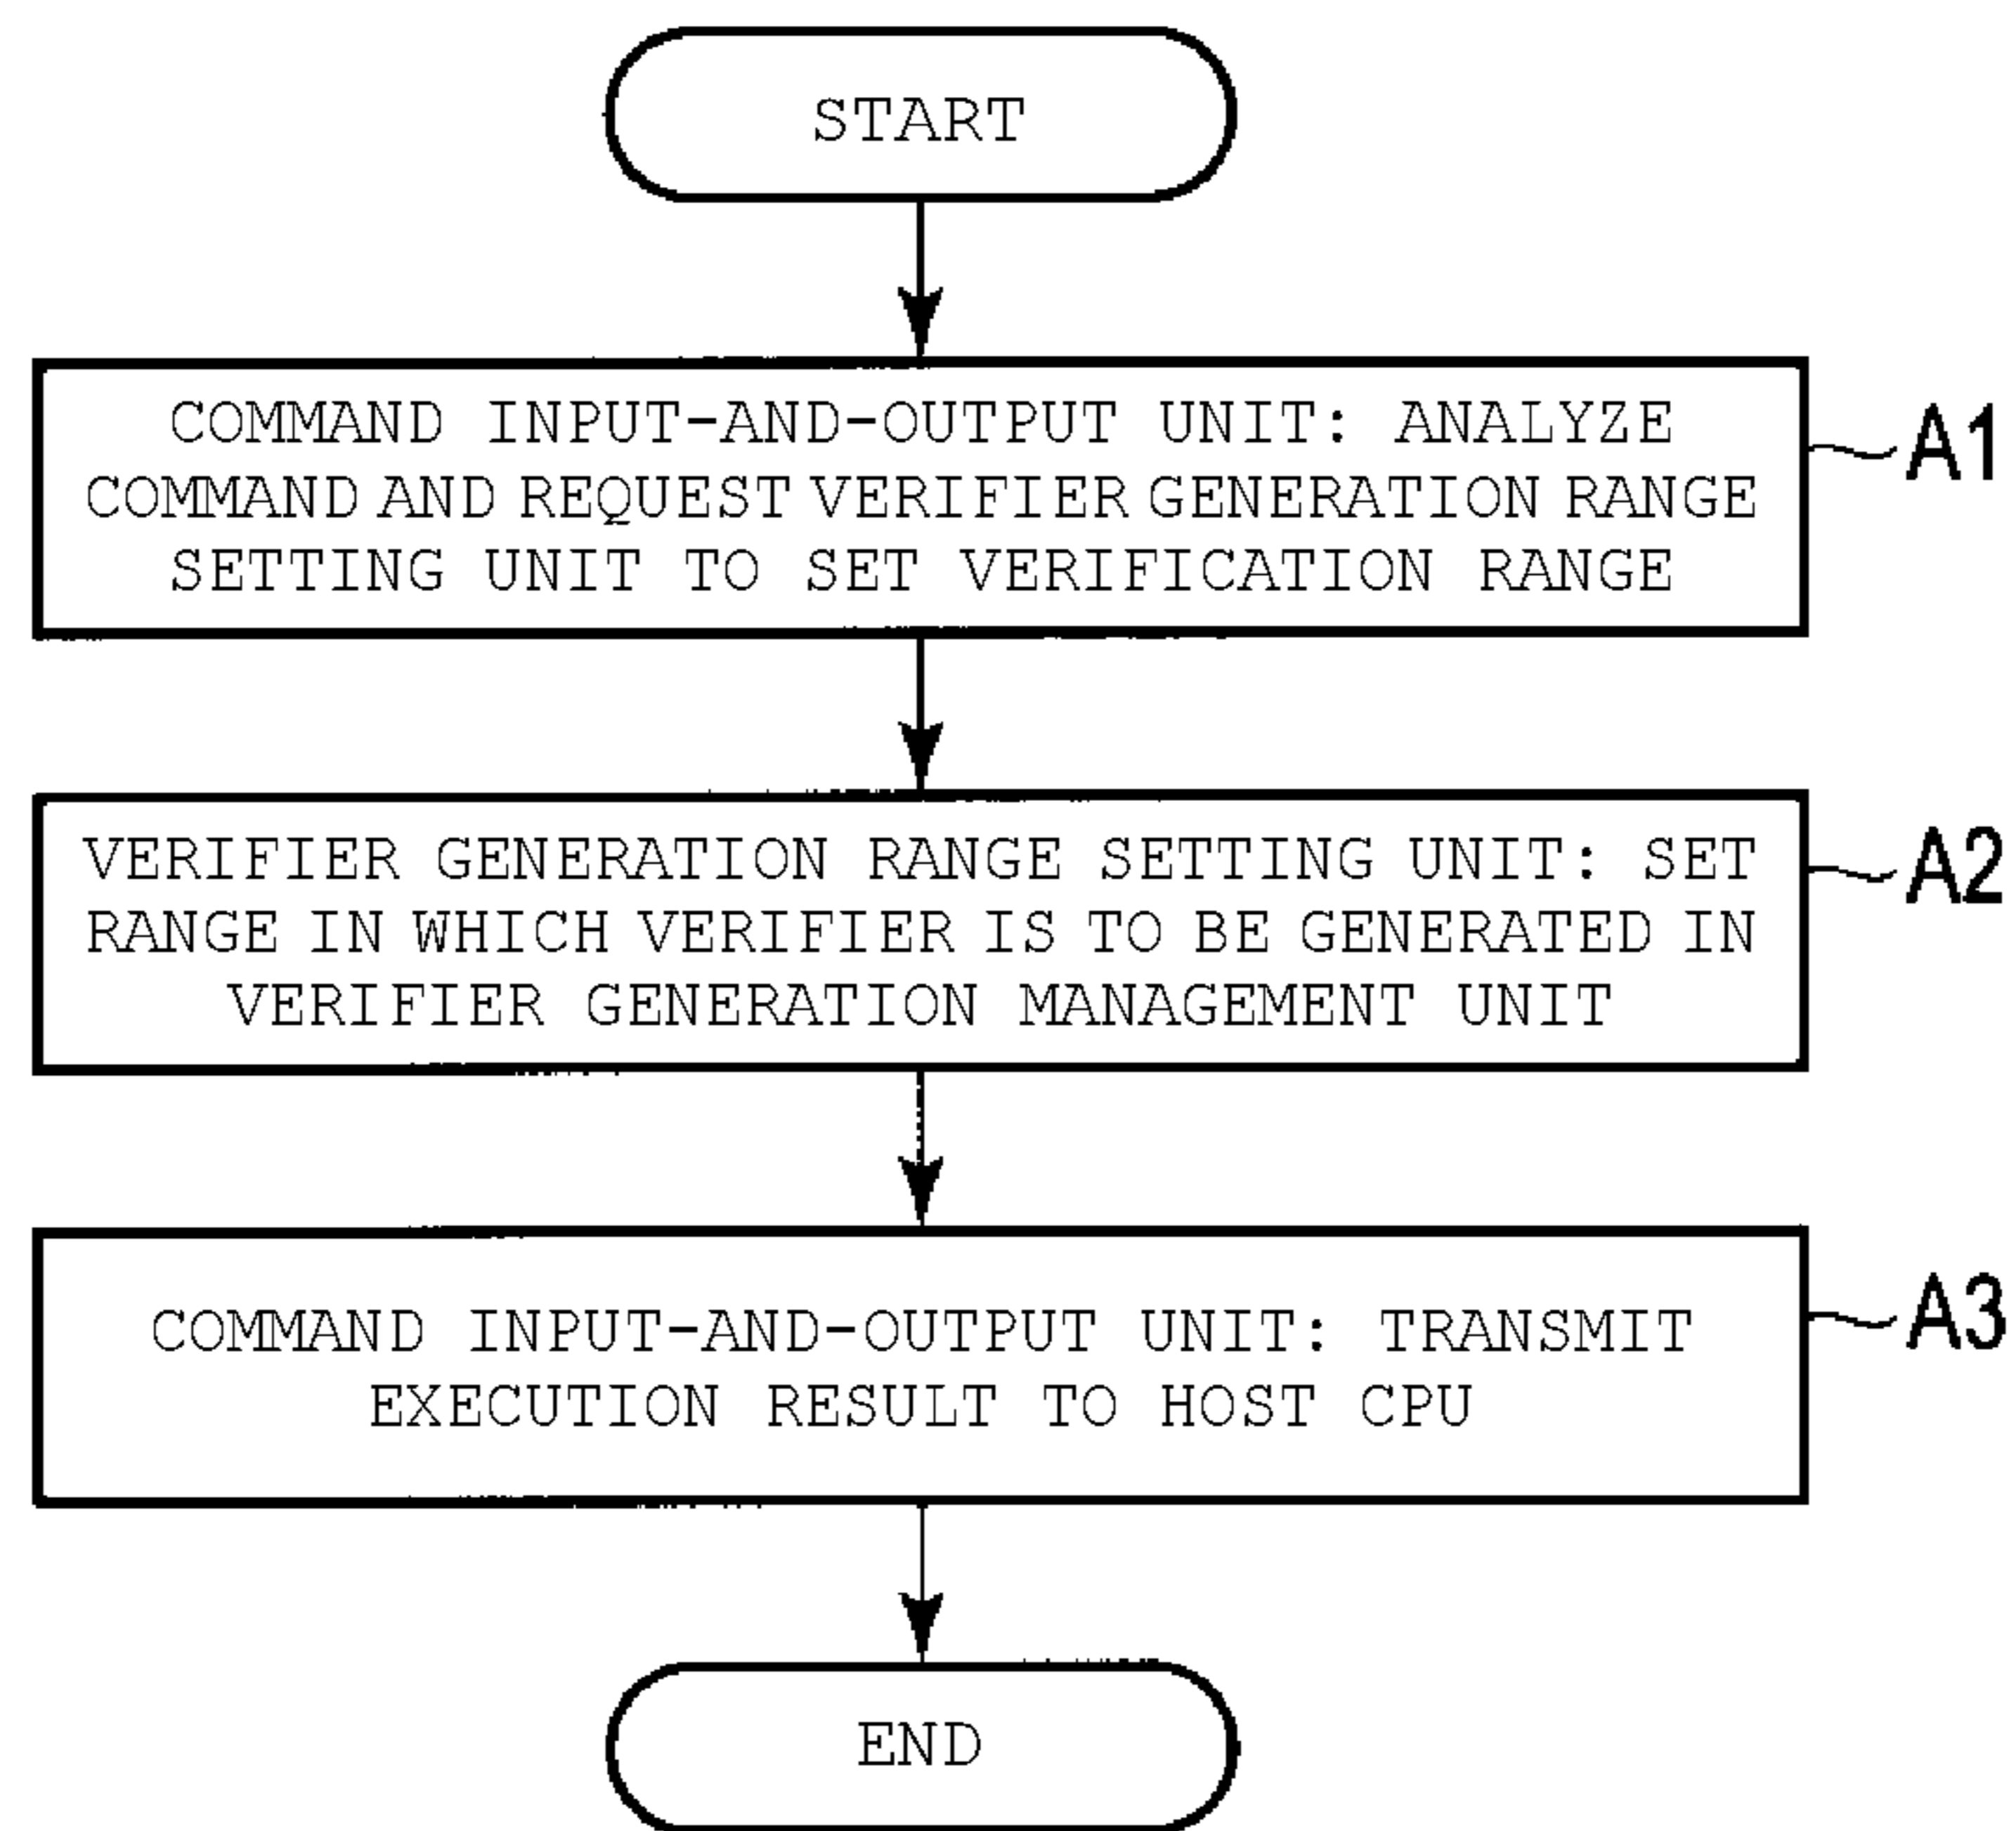 START
COMMAND INPUT-AND-OUTPUT UNIT: ANALYZE
COMMAND AND REQUEST VERIFIER GENERATION RANGE
SETTING UNIT TO SET VERIFICATION RANGE
A1
VERIFIER GENERATION RANGE SETTING UNIT: SET
RANGE IN WHICH VERIFIER IS TO BE GENERATED IN
VERIFIER GENERATION MANAGEMENT UNIT
A2
COMMAND INPUT-AND-OUTPUT UNIT: TRANSMIT
EXECUTION RESULT TO HOST CPU
A3
END